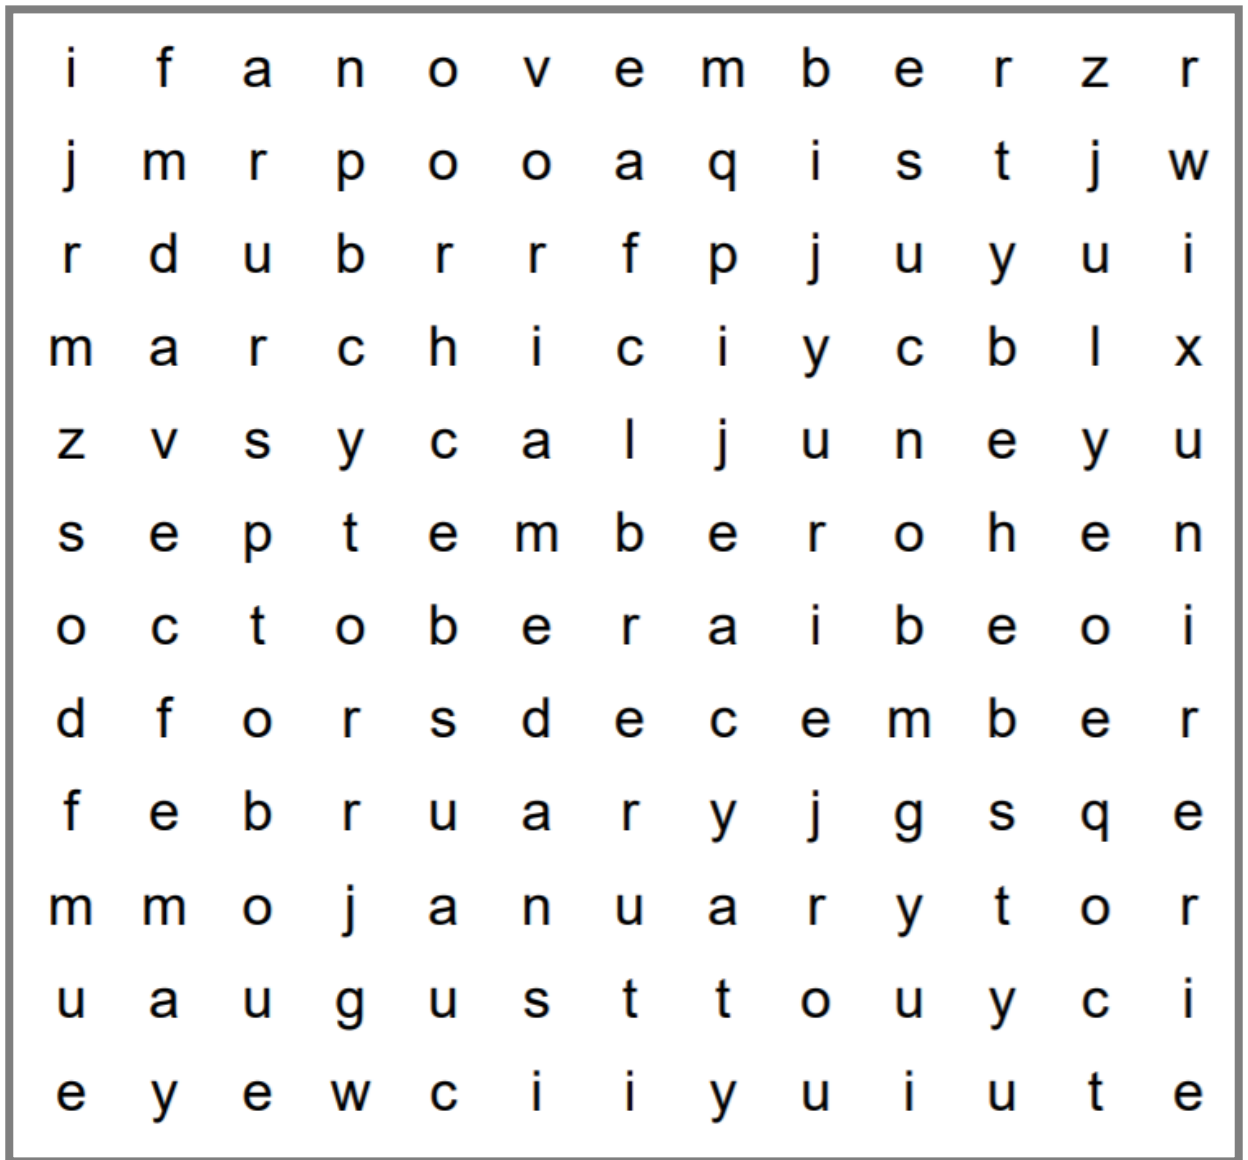 i f a n o v e m b e r z r
j m r p o o a q i s t j w
r d u b r r f p j u y u i
m a r c h i c i y c b l x
z v s y c a l j u n e y u
s e p t e m b e r o h e n
o c t o b e r a i b e o i
d f o r s d e c e m b e r
f e b r u a r y j g s q e
m m o j a n u a r y t o r
u a u g u s t t o u y c i
e y e w c i i y u i u t e